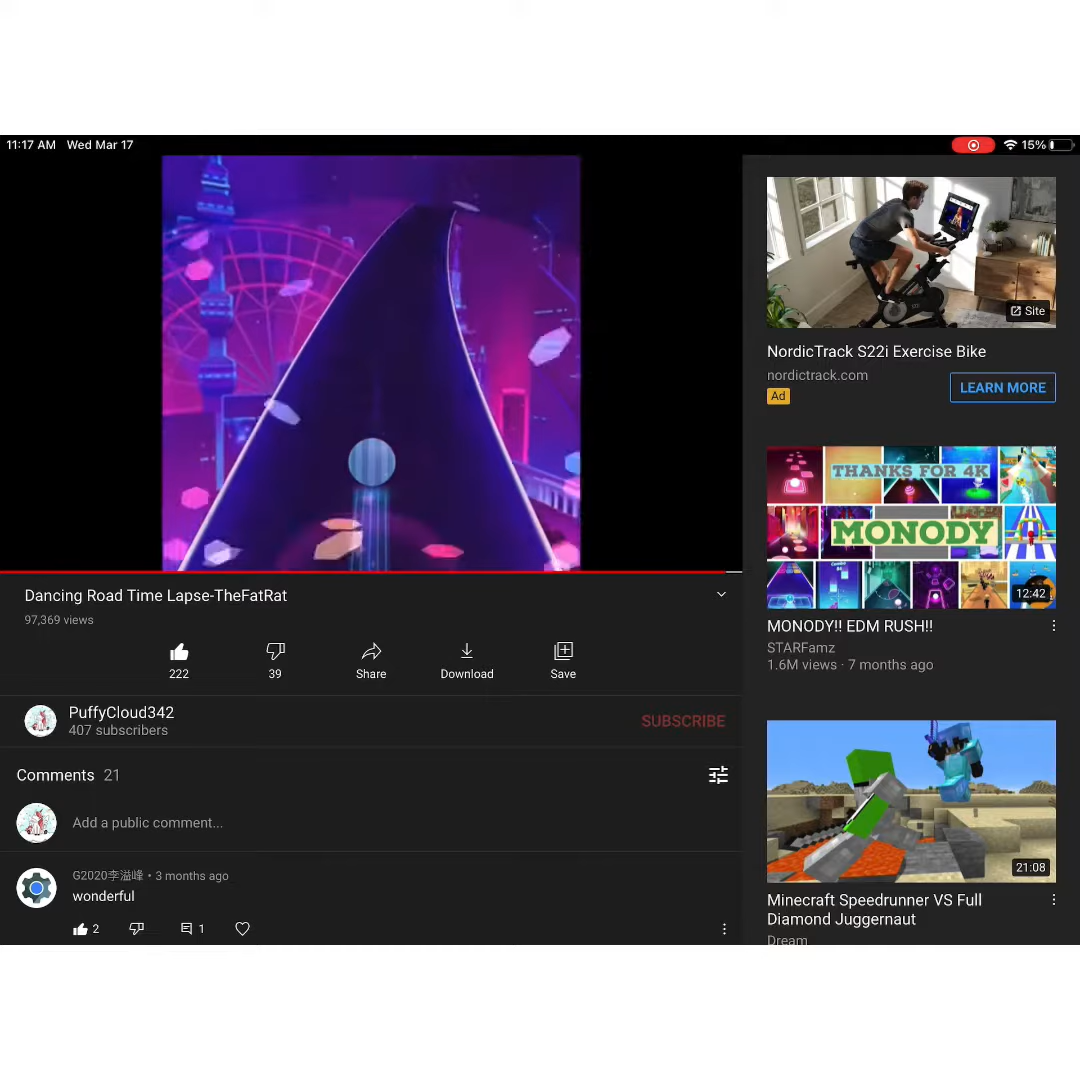 11:17 AM Wed Mar 17
15%
Dancing Road Time Lapse-TheFatRat
97,369 views
222
39
Share
Download
Save
PuffyCloud342
407 subscribers
SUBSCRIBE
Comments 21
Add a public comment...
G2020李溢峰 • 3 months ago
wonderful
2
1
Site
NordicTrack S22i Exercise Bike
nordictrack.com
Ad
LEARN MORE
THANKS FOR 4K
MONODY
12:42
MONODY!! EDM RUSH!!
STARFamz
1.6M views · 7 months ago
21:08
Minecraft Speedrunner VS Full
Diamond Juggernaut
Dream